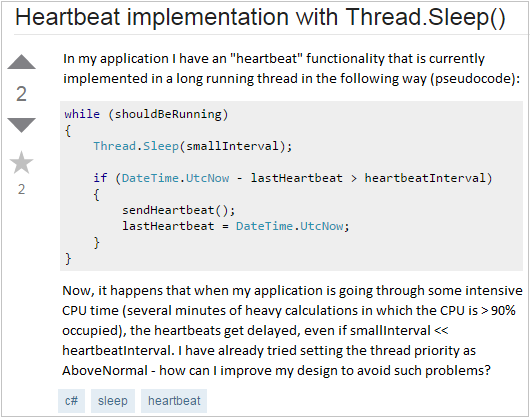 Heartbeat implementation with Thread.Sleep()
In my application I have an "heartbeat" functionality that is currently
implemented in a long running thread in the following way (pseudocode):
2
while (shouldBeRunning)
{
    Thread.Sleep(smallInterval);
    if (DateTime.UtcNow - lastHeartbeat > heartbeatInterval)
    {
        sendHeartbeat();
        lastHeartbeat = DateTime.UtcNow;
    }
}
2
Now, it happens that when my application is going through some intensive
CPU time (several minutes of heavy calculations in which the CPU is > 90%
occupied), the heartbeats get delayed, even if smallInterval <<
heartbeatInterval. I have already tried setting the thread priority as
AboveNormal - how can I improve my design to avoid such problems?
c# sleep heartbeat